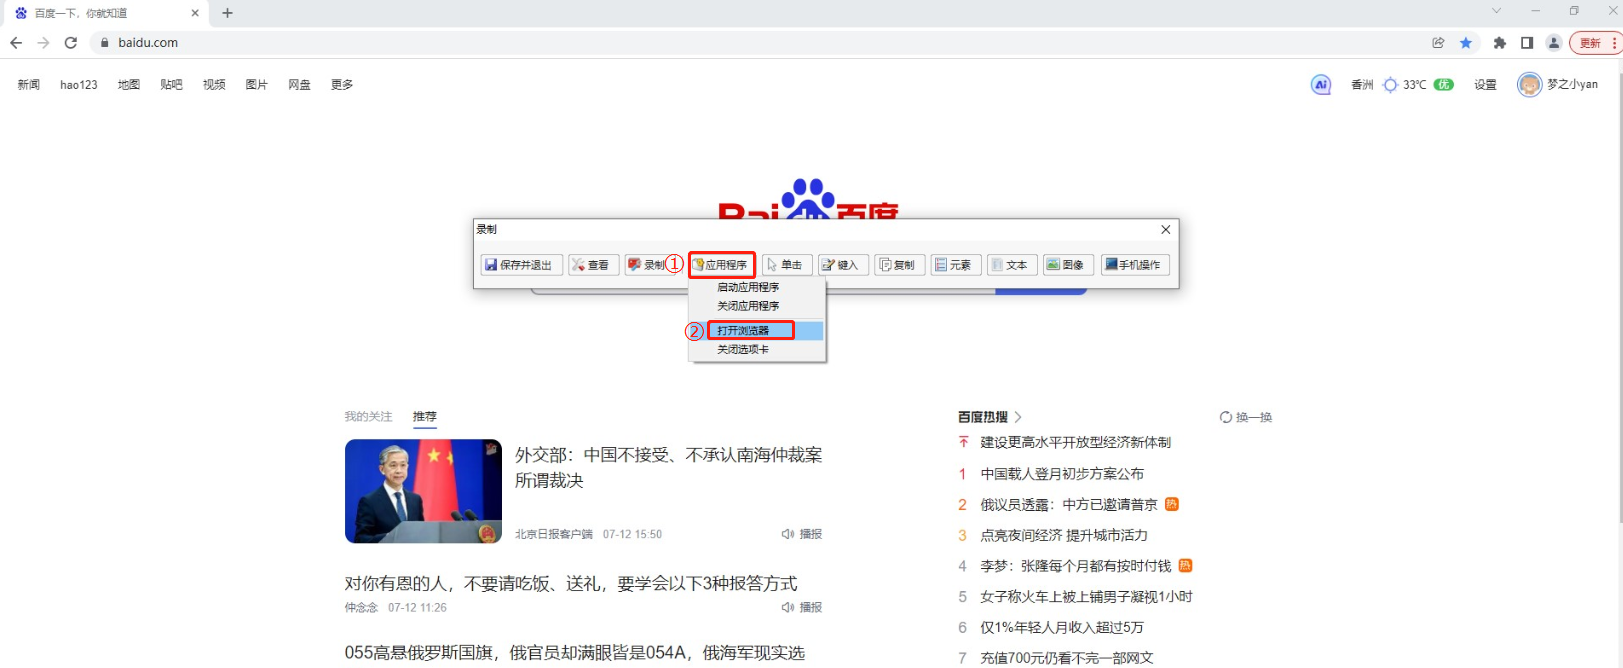 百度一下，你就知道
baidu.com
更新
新闻 hao123 地图 贴吧 视频 图片 网盘 更多
Ai 香洲 33℃ 优 设置 梦之小yan
Bai du 百度
录制
保存并退出 查看 录制 ① 应用程序 单击 键入 复制 元素 文本 图像 手机操作
启动应用程序
关闭应用程序
② 打开浏览器
关闭选项卡
我的关注 推荐
外交部：中国不接受、不承认南海仲裁案
所谓裁决
北京日报客户端 07-12 15:50 播报
对你有恩的人，不要请吃饭、送礼，要学会以下3种报答方式
仲念念 07-12 11:26 播报
055高悬俄罗斯国旗，俄官员却满眼皆是054A，俄海军现实选
百度热搜 换一换
建设更高水平开放型经济新体制
1 中国载人登月初步方案公布
2 俄议员透露：中方已邀请普京 热
3 点亮夜间经济 提升城市活力
4 李梦：张隆每个月都有按时付钱 热
5 女子称火车上被上铺男子凝视1小时
6 仅1%年轻人月收入超过5万
7 充值700元仍看不完一部网文